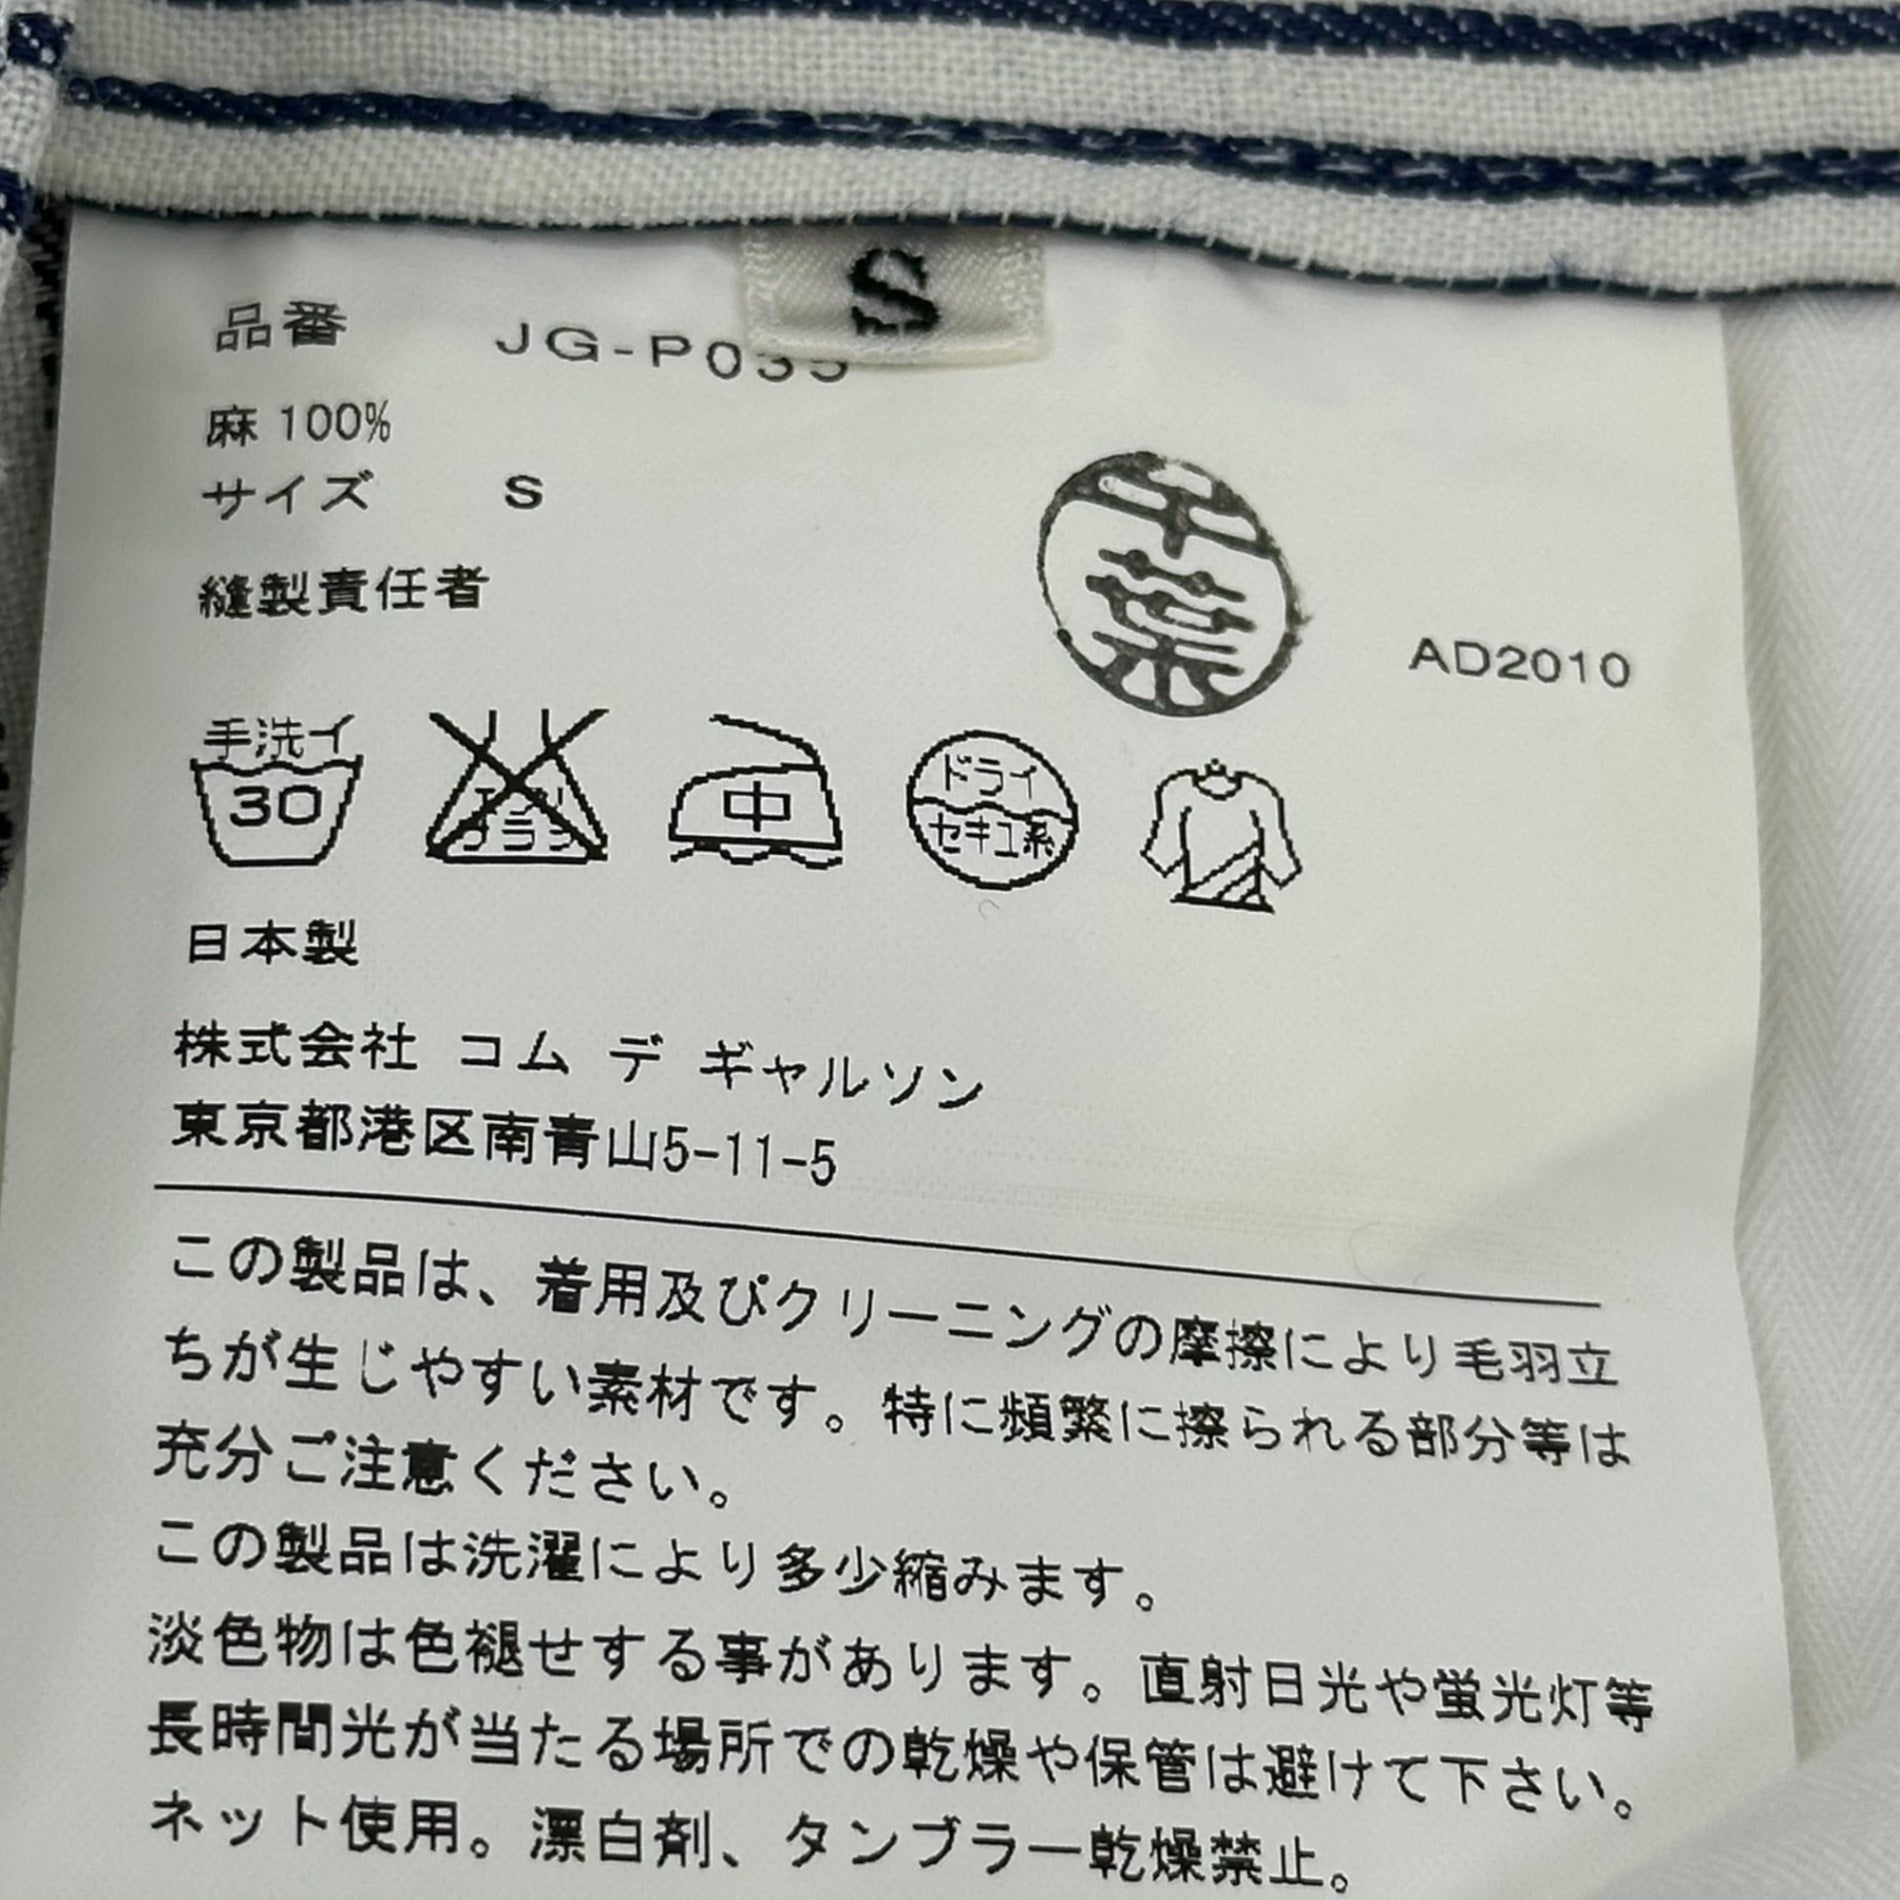 S
品番 JG-P035
麻 100%
サイズ S
縫製責任者
千葉
AD2010
手洗イ
30
エンソ
サラシ
中
ドライ
セキユ系
日本製
株式会社 コム デ ギャルソン
東京都港区南青山5-11-5
この製品は、着用及びクリーニングの摩擦により毛羽立
ちが生じやすい素材です。特に頻繁に擦られる部分等は
充分ご注意ください。
この製品は洗濯により多少縮みます。
淡色物は色褪せする事があります。直射日光や蛍光灯等
長時間光が当たる場所での乾燥や保管は避けて下さい。
ネット使用。漂白剤、タンブラー乾燥禁止。